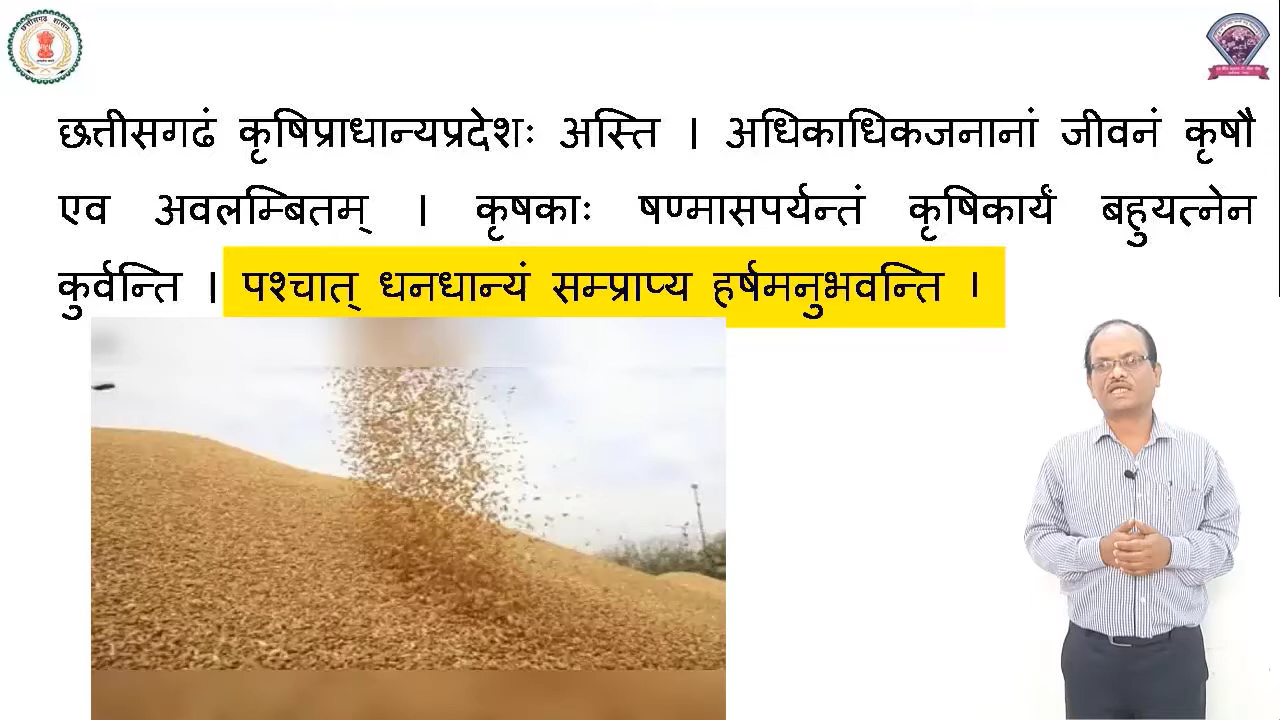 छत्तीसगढं कृषिप्राधान्यप्रदेशः अस्ति । अधिकाधिकजनानां जीवनं कृषौ
एव अवलम्बितम् । कृषकाः षण्मासपर्यन्तं कृषिकार्यं बहुयत्नेन
कुर्वन्ति । पश्चात् धनधान्यं सम्प्राप्य हर्षमनुभवन्ति ।